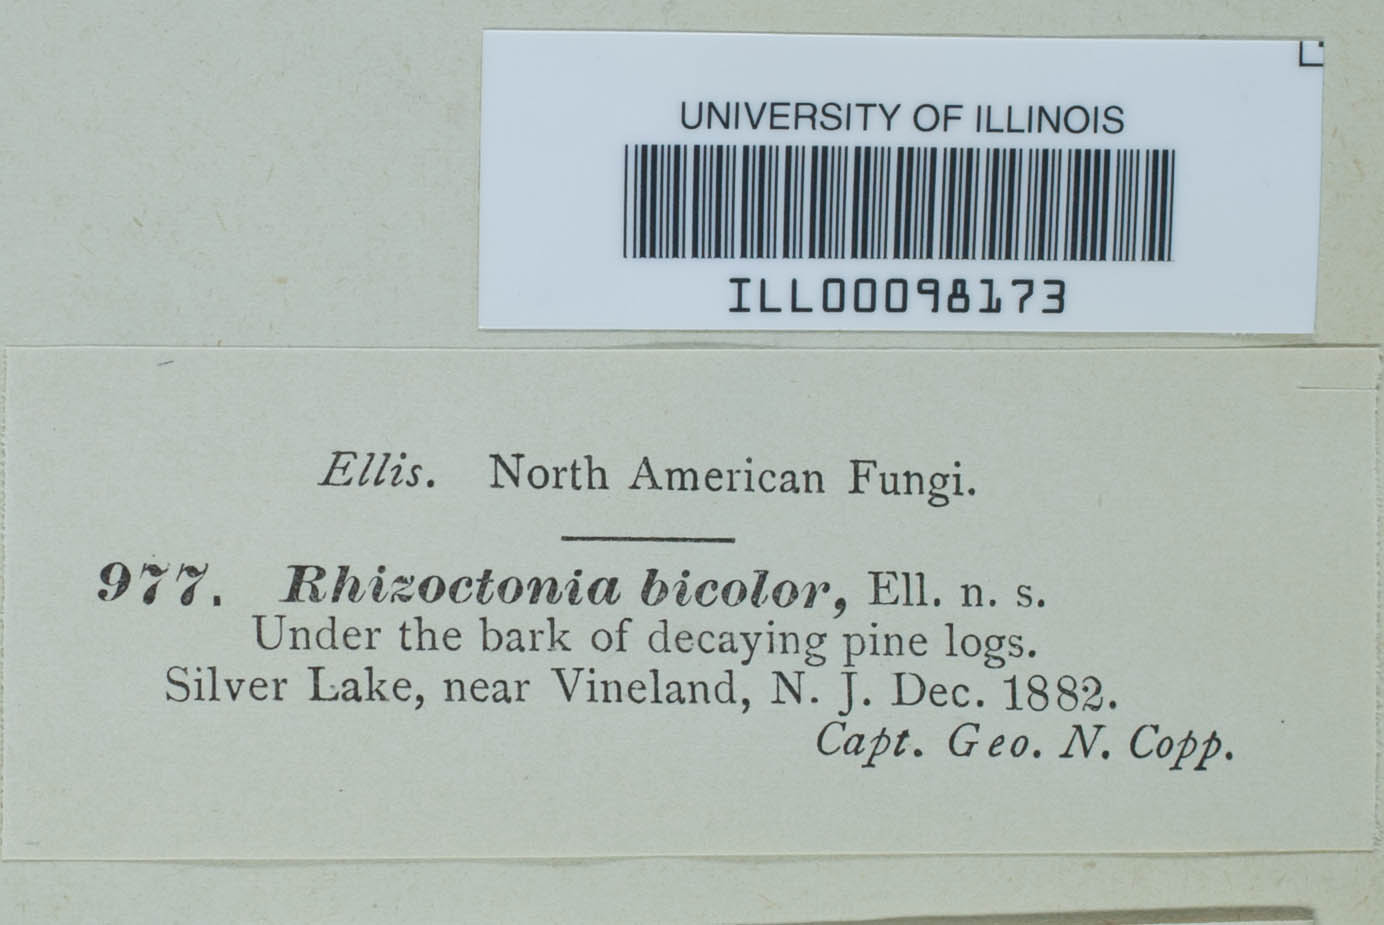 UNIVERSITY OF ILLINOIS
ILL00098173
Ellis. North American Fungi.
977. Rhizoctonia bicolor, Ell. n. s.
Under the bark of decaying pine logs.
Silver Lake, near Vineland, N. J. Dec. 1882.
Capt. Geo. N. Copp.